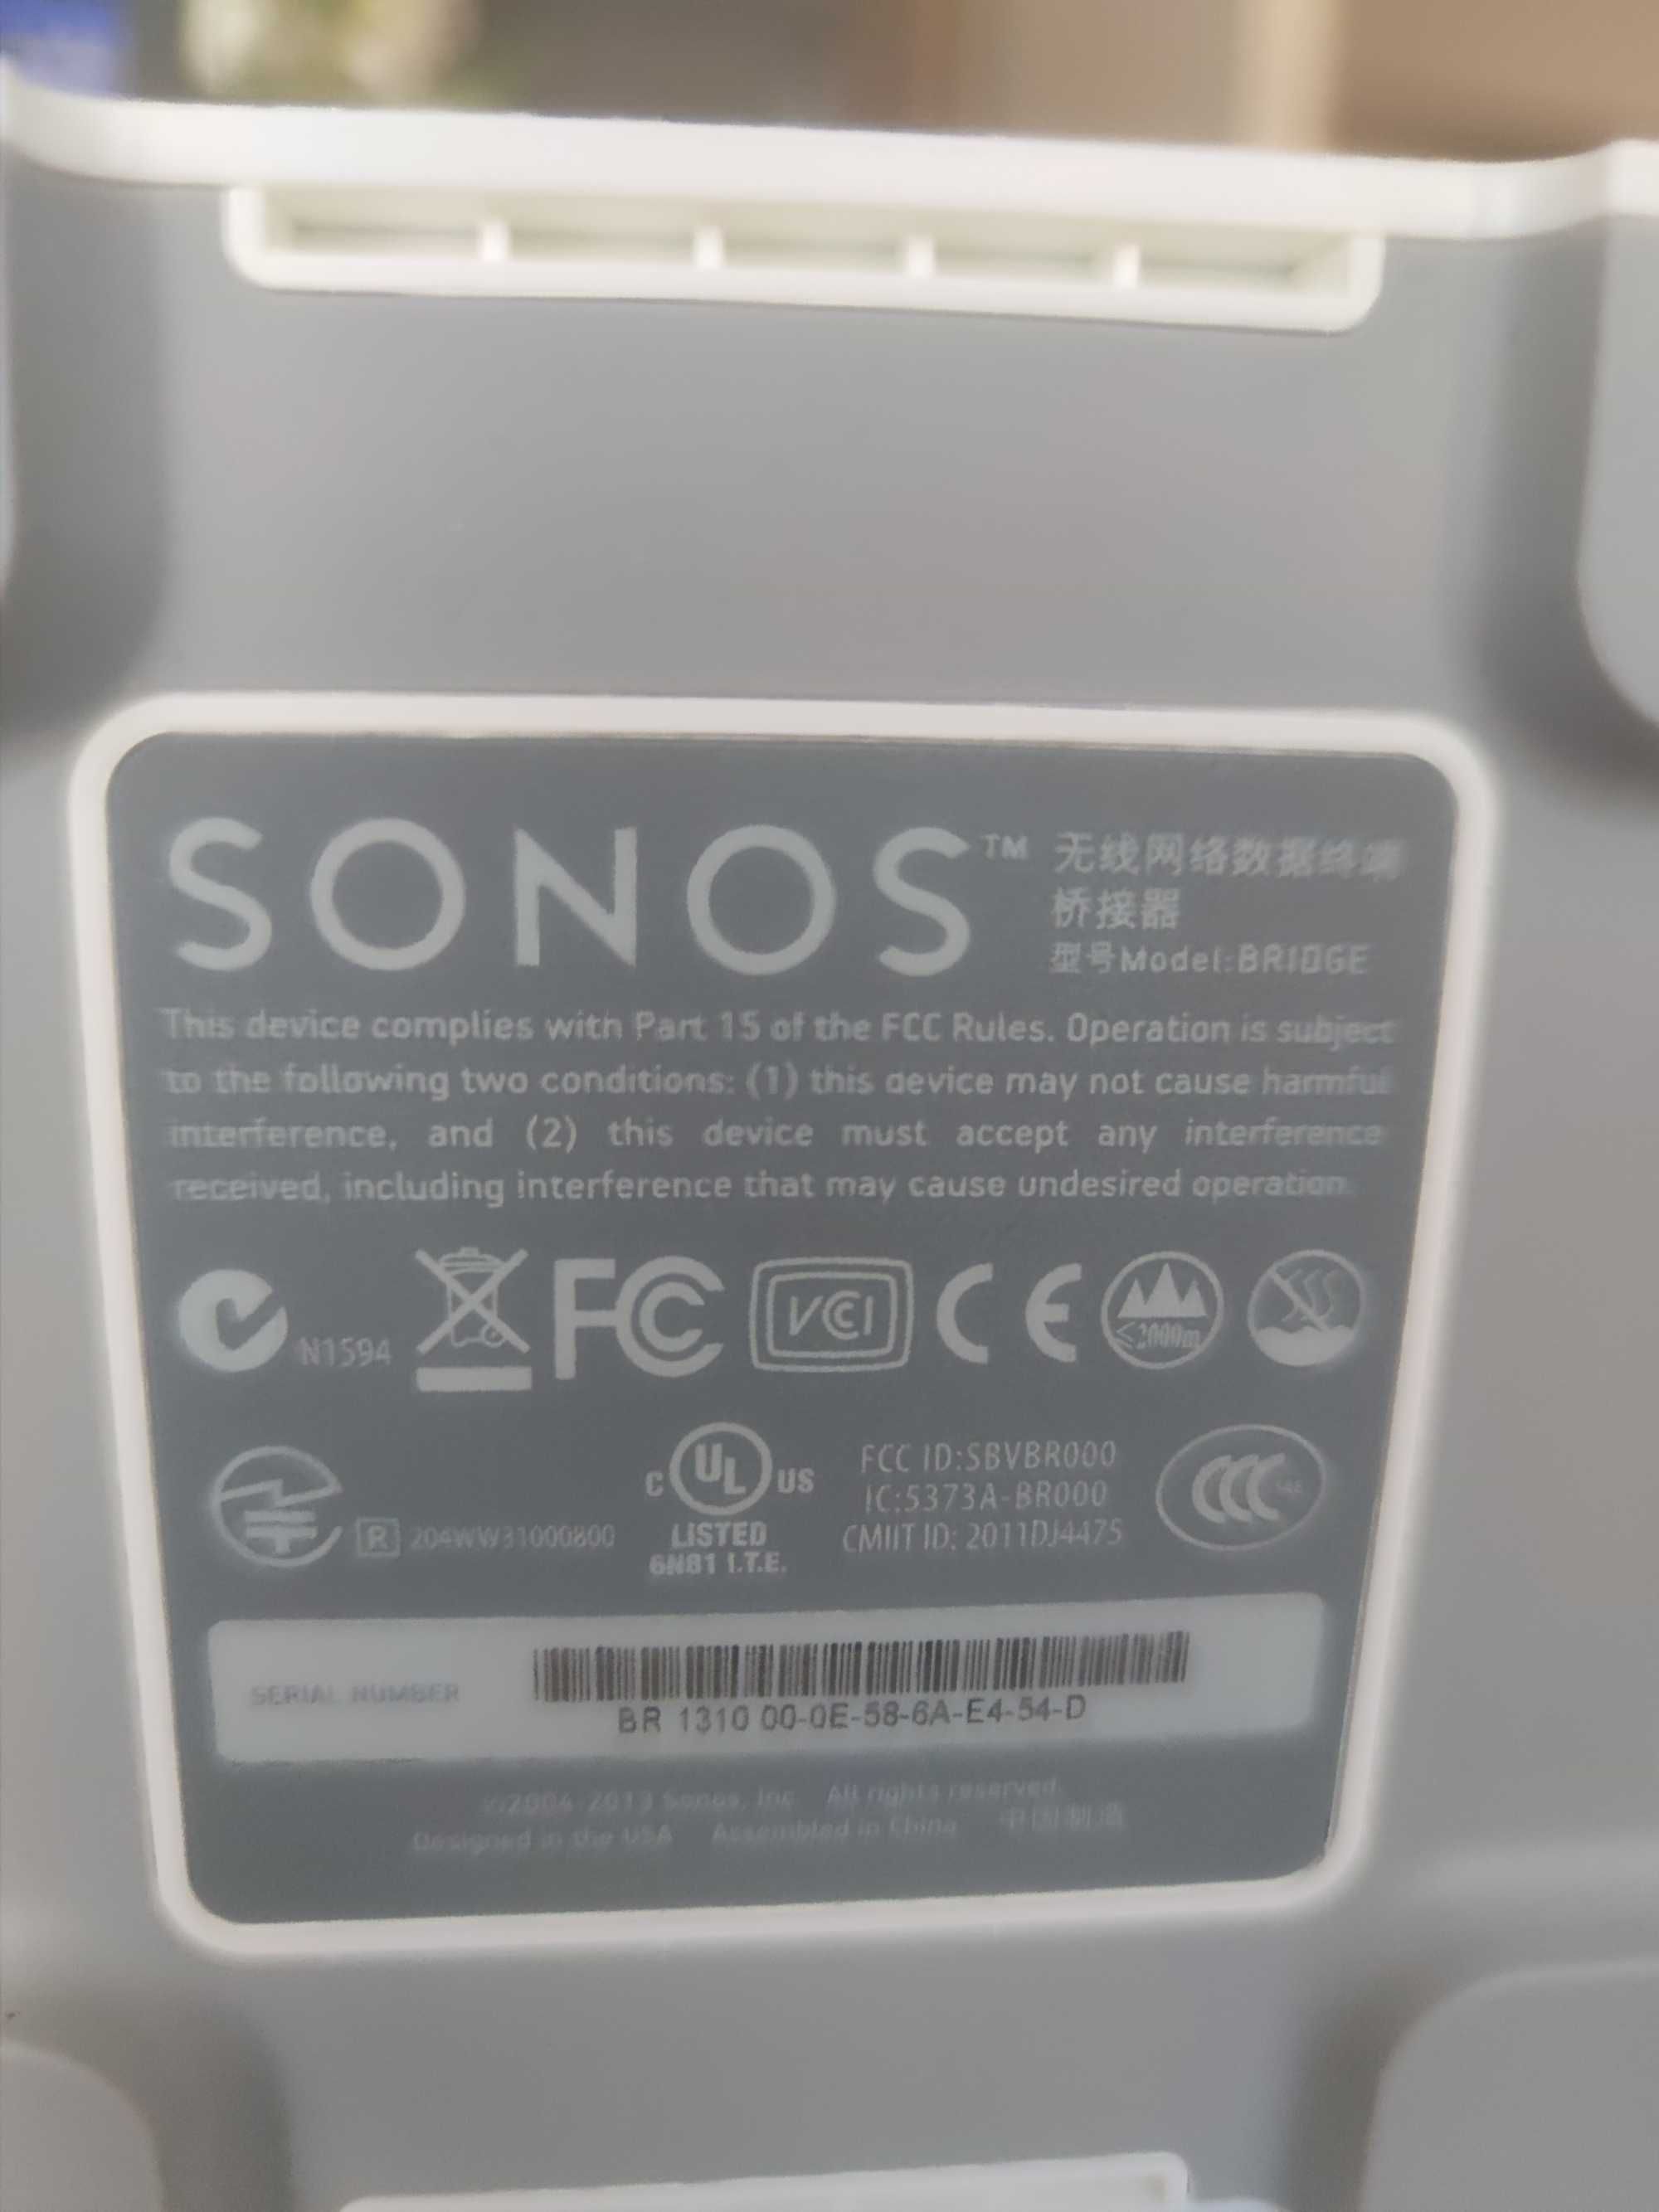 SONOS™ 无线网络数据终端
桥接器
型号Model:BRIDGE
This device complies with Part 15 of the FCC Rules. Operation is subject
to the following two conditions: (1) this device may not cause harmful
interference, and (2) this device must accept any interference
received, including interference that may cause undesired operation.
N1594 FC VCCI CE ≤2000m
C UL US
LISTED
6N81 I.T.E.
FCC ID:SBVBR000
IC:5373A-BR000
CMIIT ID: 2011DJ4475
CCC
R 204WW31000800
SERIAL NUMBER
BR 1310 00-0E-58-6A-E4-54-D
©2004-2013 Sonos, Inc. All rights reserved.
Designed in the USA Assembled in China 中国制造